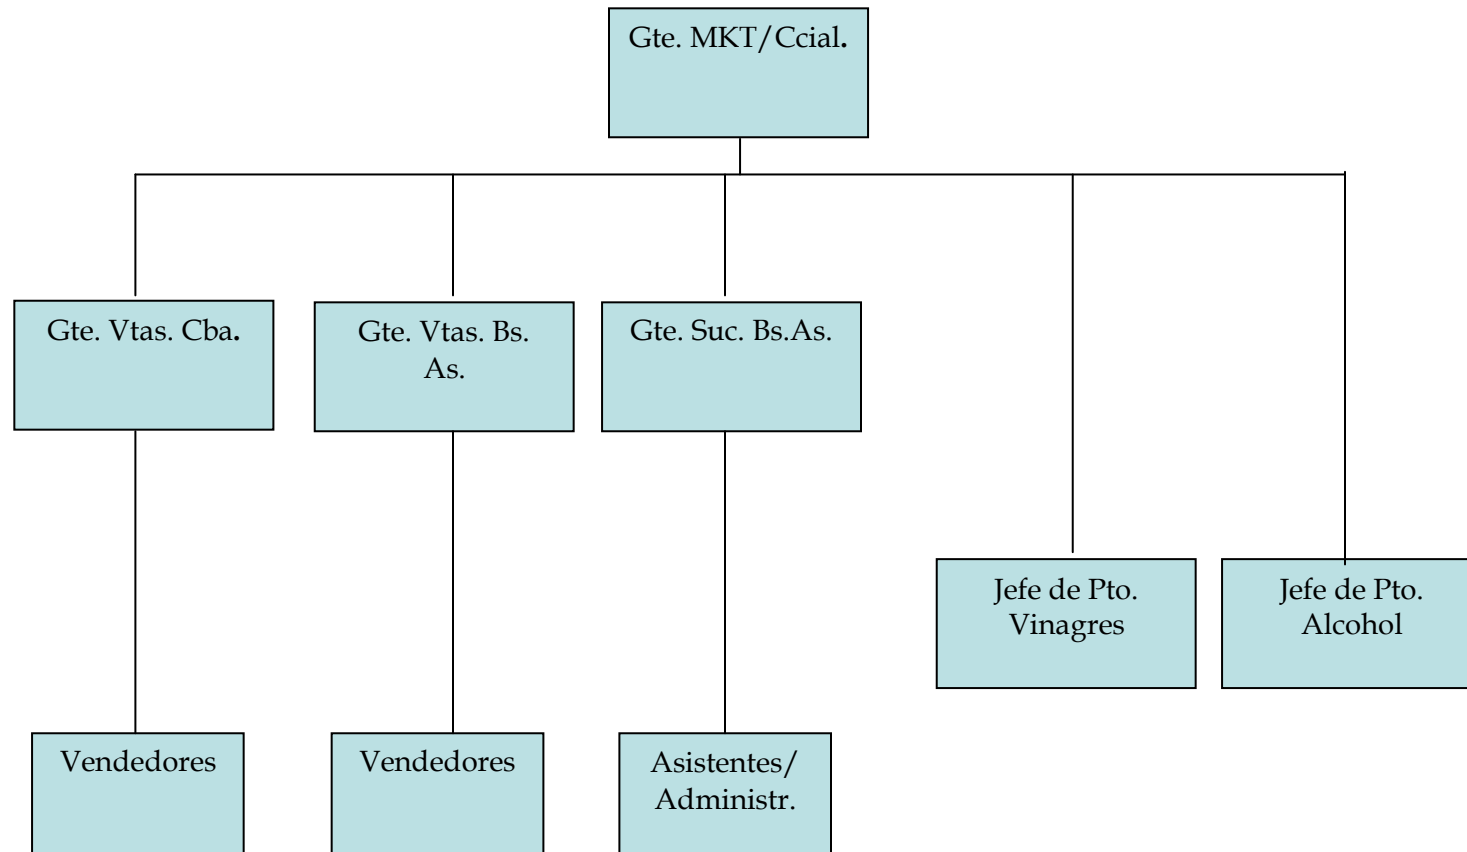 Gte. MKT/Ccial.
Gte. Vtas. Cba.
Gte. Vtas. Bs.
As.
Gte. Suc. Bs.As.
Jefe de Pto.
Vinagres
Jefe de Pto.
Alcohol
Vendedores
Vendedores
Asistentes/
Administr.